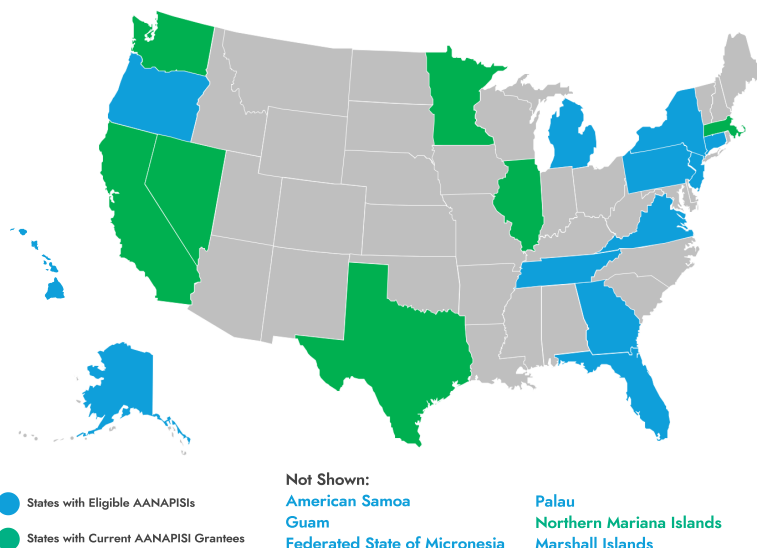 States with Eligible AANAPISIs
States with Current AANAPISI Grantees
Not Shown:
American Samoa
Guam
Federated State of Micronesia
Palau
Northern Mariana Islands
Marshall Islands